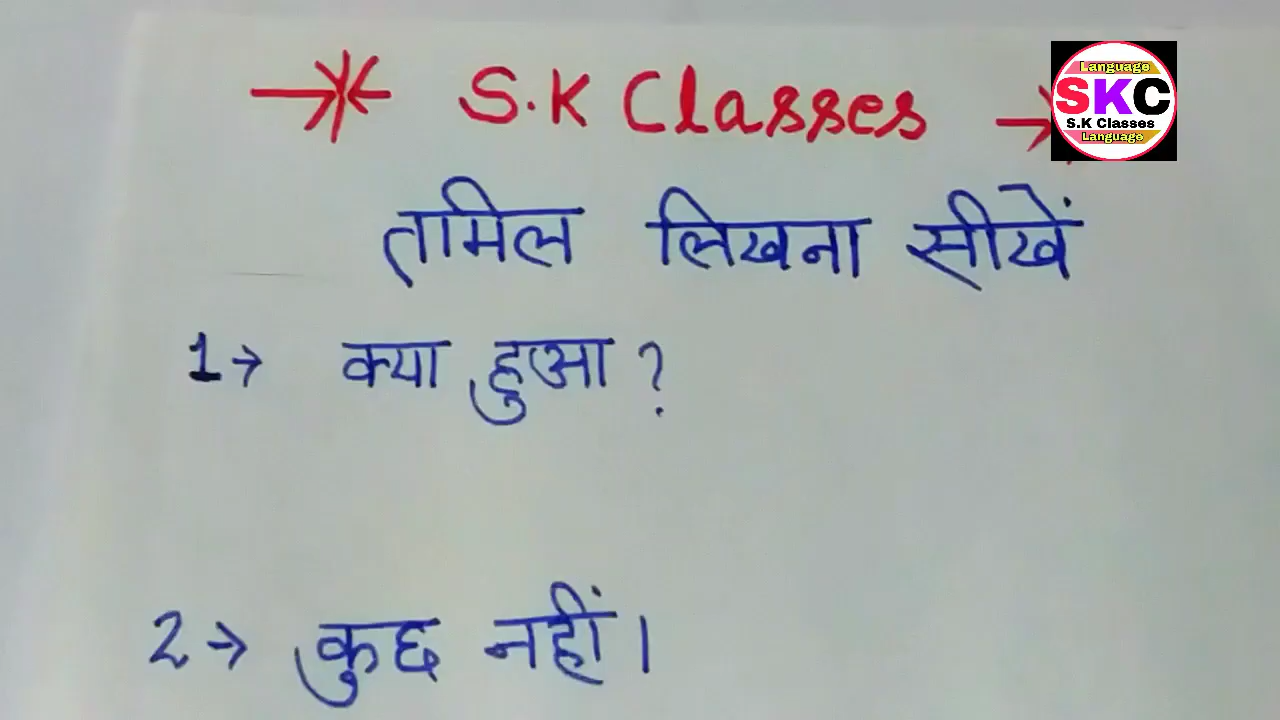 S.K Classes
Language
SKC
S.K Classes
Language
तामिल लिखना सीखें
1→ क्या हुआ ?
2→ कुछ नहीं।